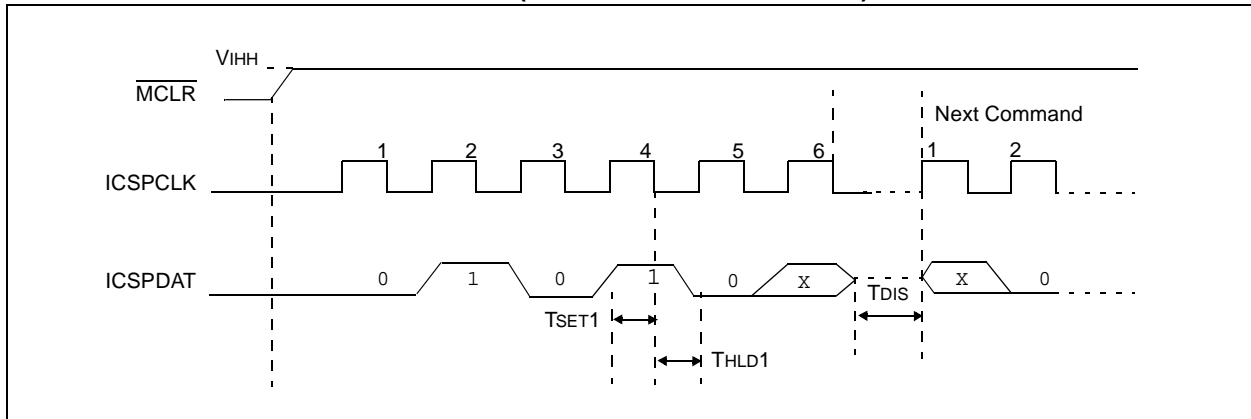 VIHH
MCLR
Next Command
1 2 3 4 5 6 1 2
ICSPCLK
ICSPDAT
0 1 0 1 0 x x 0
TDIS
TSET1
THLD1